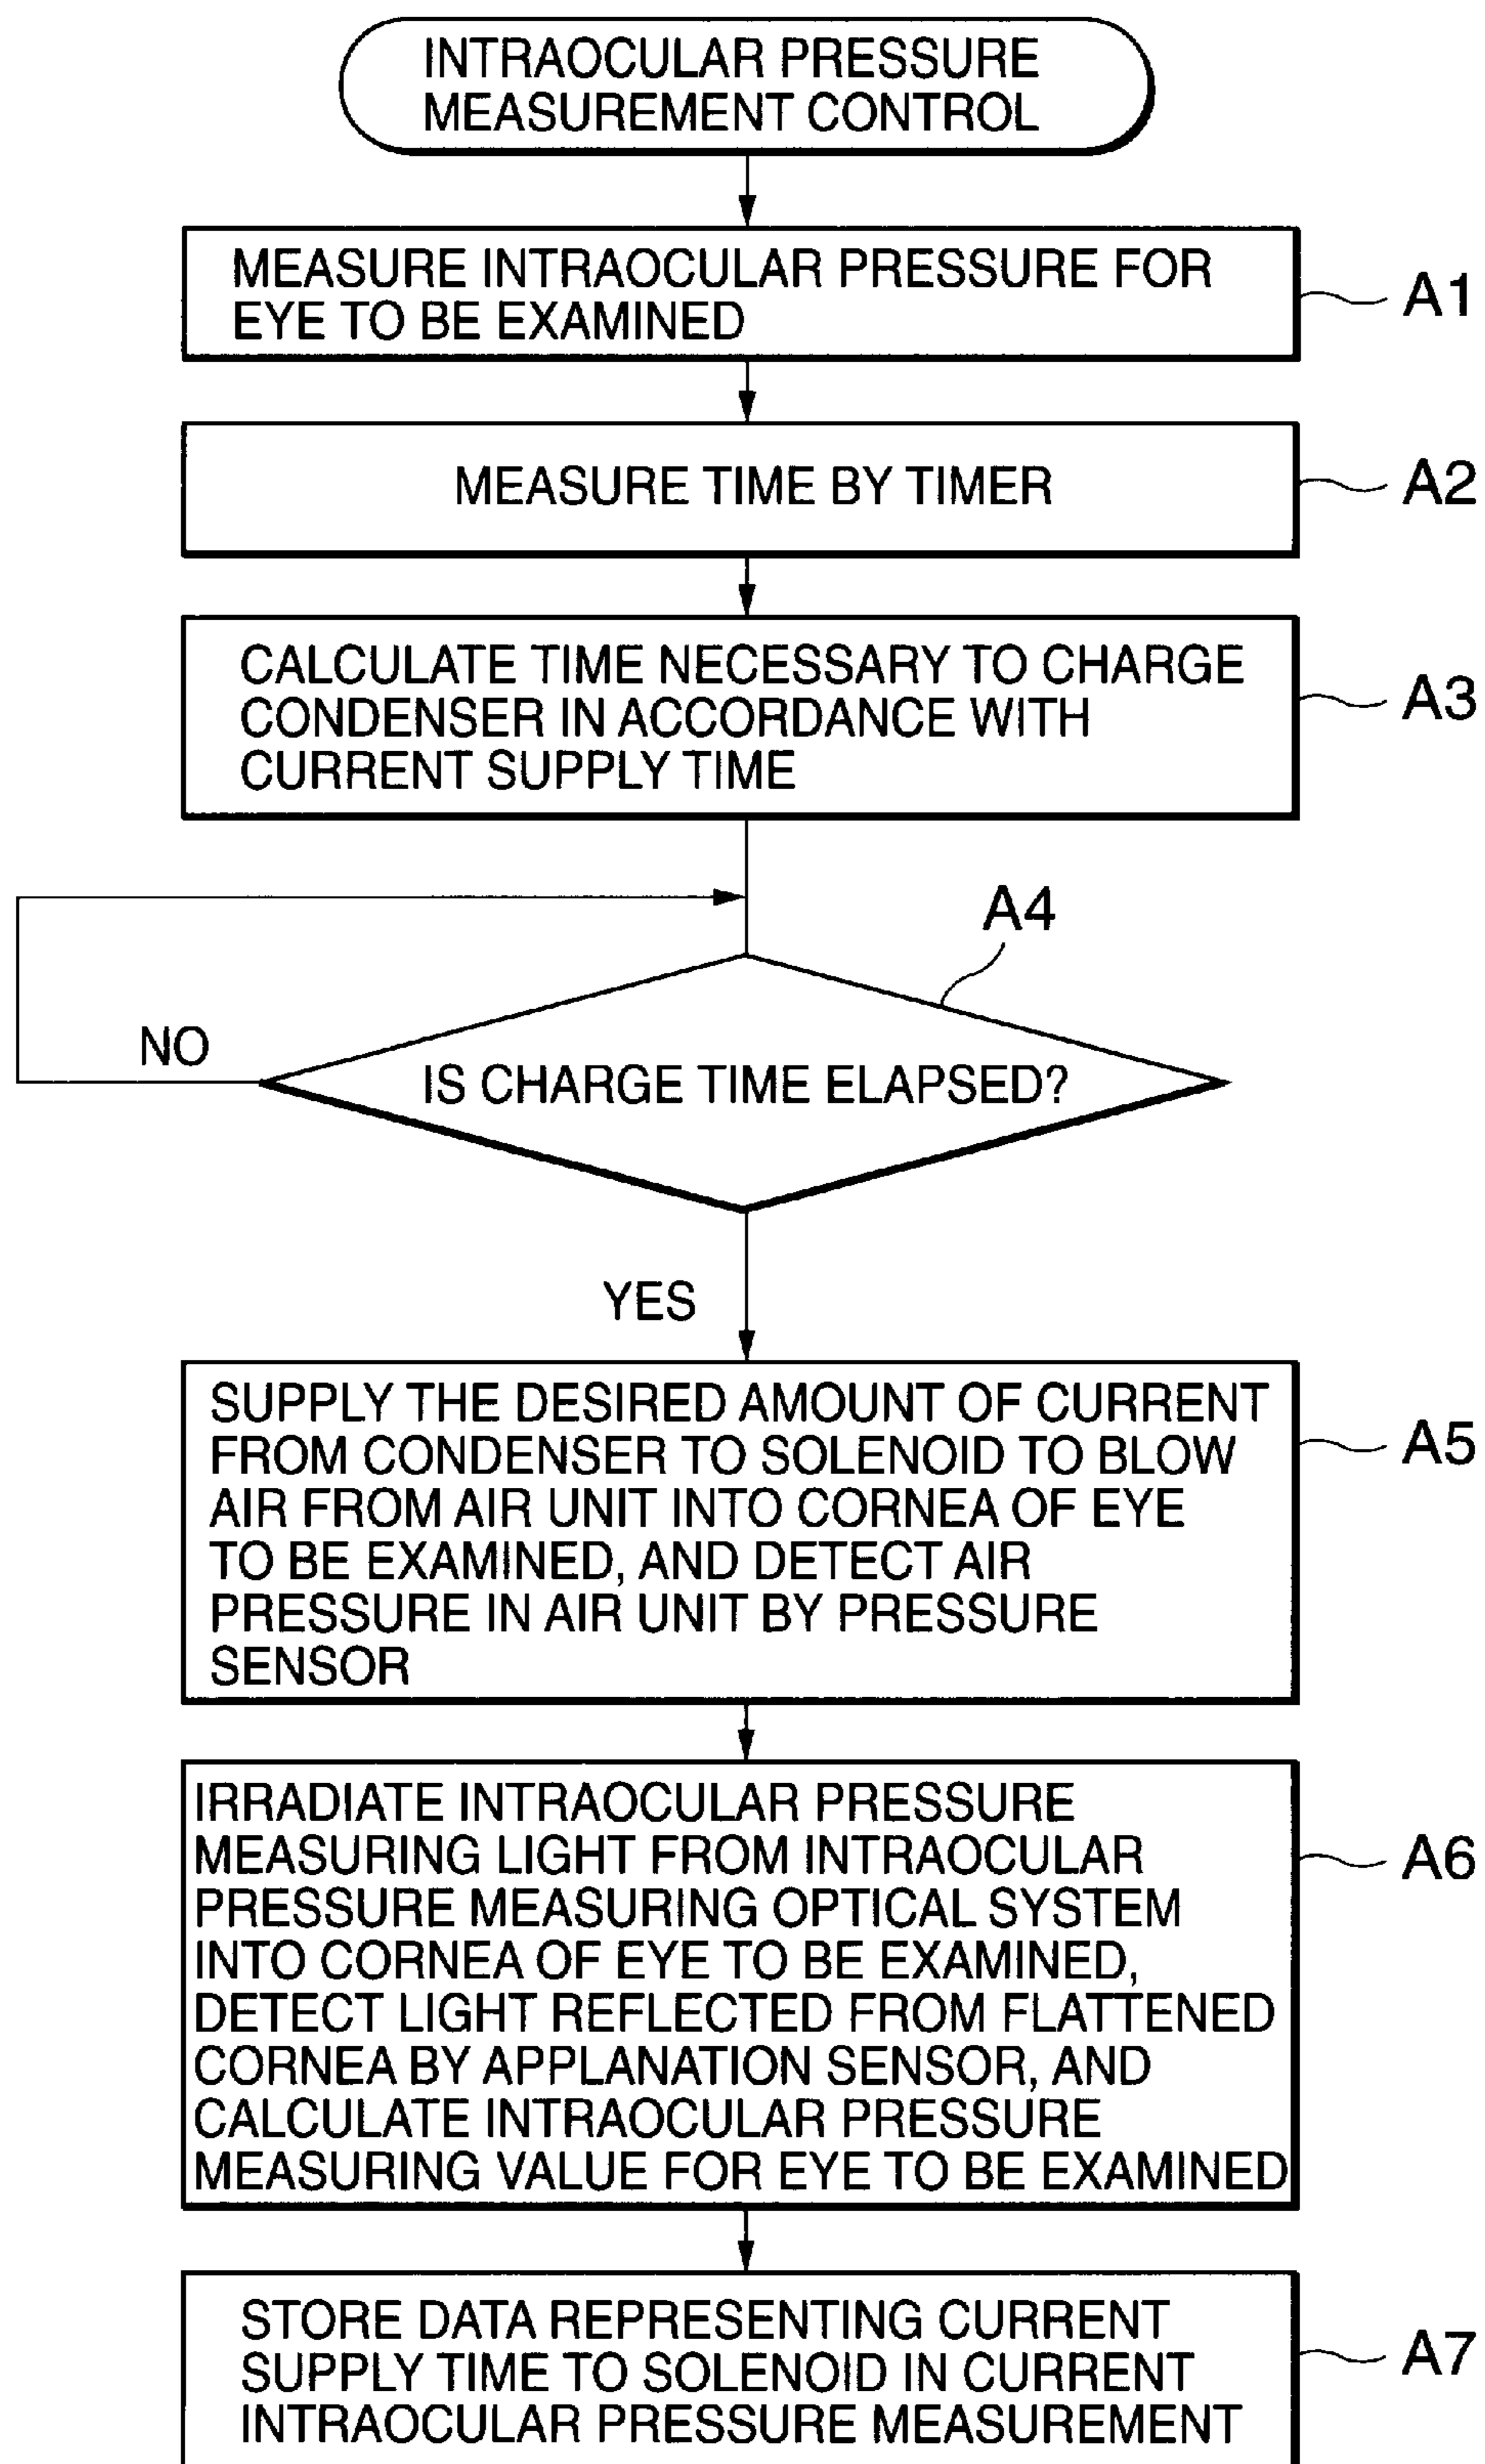 INTRAOCULAR PRESSURE
MEASUREMENT CONTROL
MEASURE INTRAOCULAR PRESSURE FOR
EYE TO BE EXAMINED
A1
MEASURE TIME BY TIMER
A2
CALCULATE TIME NECESSARY TO CHARGE
CONDENSER IN ACCORDANCE WITH
CURRENT SUPPLY TIME
A3
A4
NO
IS CHARGE TIME ELAPSED?
YES
SUPPLY THE DESIRED AMOUNT OF CURRENT
FROM CONDENSER TO SOLENOID TO BLOW
AIR FROM AIR UNIT INTO CORNEA OF EYE
TO BE EXAMINED, AND DETECT AIR
PRESSURE IN AIR UNIT BY PRESSURE
SENSOR
A5
IRRADIATE INTRAOCULAR PRESSURE
MEASURING LIGHT FROM INTRAOCULAR
PRESSURE MEASURING OPTICAL SYSTEM
INTO CORNEA OF EYE TO BE EXAMINED,
DETECT LIGHT REFLECTED FROM FLATTENED
CORNEA BY APPLANATION SENSOR, AND
CALCULATE INTRAOCULAR PRESSURE
MEASURING VALUE FOR EYE TO BE EXAMINED
A6
STORE DATA REPRESENTING CURRENT
SUPPLY TIME TO SOLENOID IN CURRENT
INTRAOCULAR PRESSURE MEASUREMENT
A7